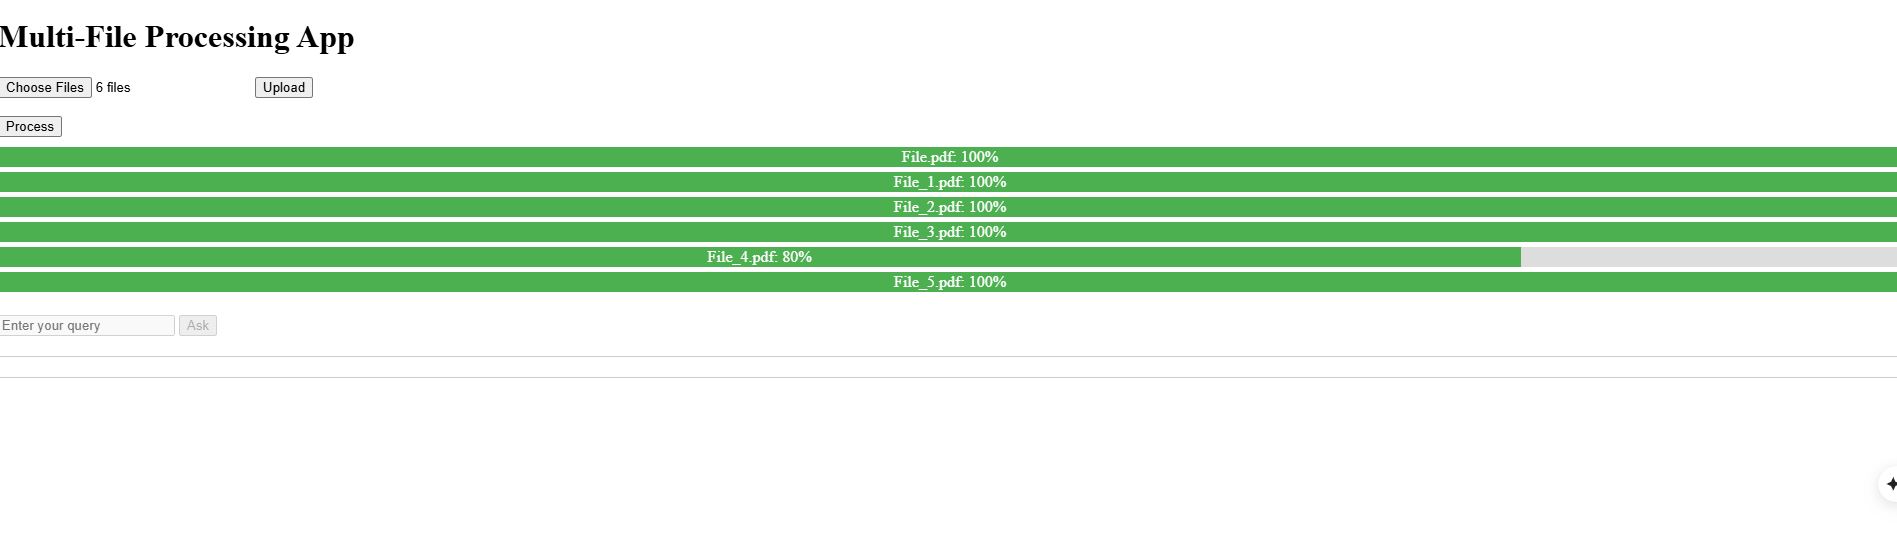 Multi-File Processing App
Choose Files 6 files Upload
Process
File.pdf: 100%
File_1.pdf: 100%
File_2.pdf: 100%
File_3.pdf: 100%
File_4.pdf: 80%
File_5.pdf: 100%
Enter your query Ask